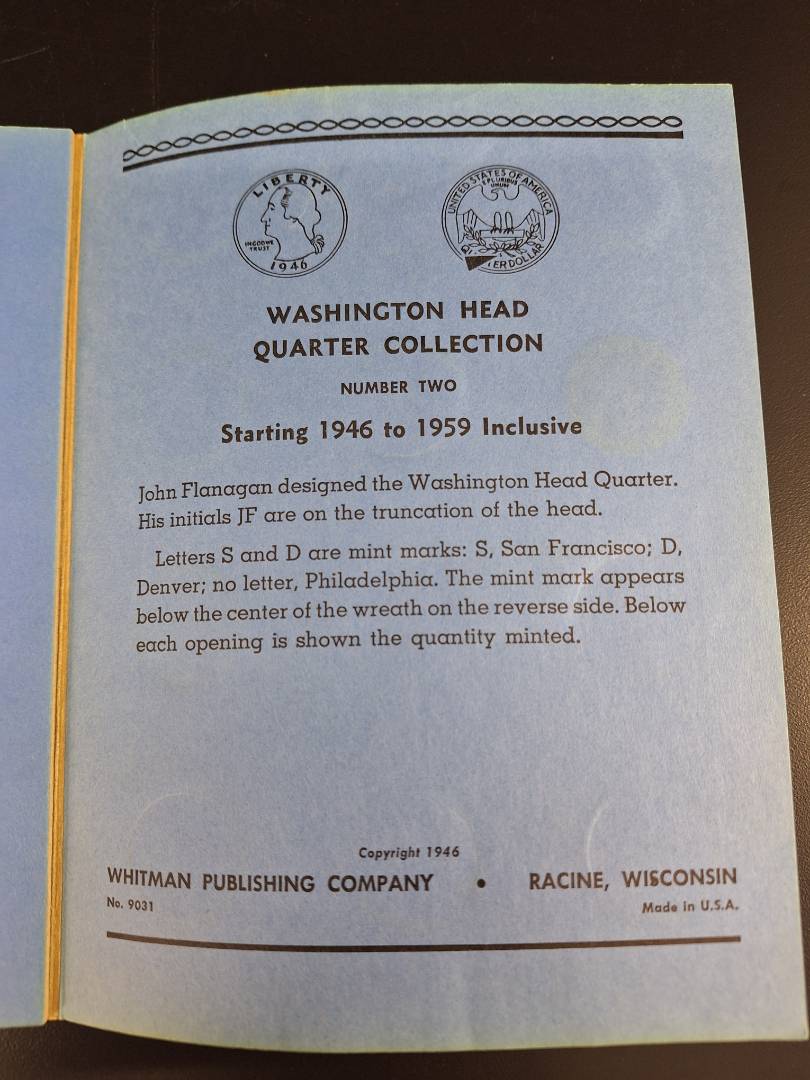 LIBERTY
IN GOD WE
TRUST
1946
UNITED STATES OF AMERICA
E PLURIBUS
UNUM
DOLLAR
WASHINGTON HEAD
QUARTER COLLECTION
NUMBER TWO
Starting 1946 to 1959 Inclusive
John Flanagan designed the Washington Head Quarter.
His initials JF are on the truncation of the head.
Letters S and D are mint marks: S, San Francisco; D,
Denver; no letter, Philadelphia. The mint mark appears
below the center of the wreath on the reverse side. Below
each opening is shown the quantity minted.
Copyright 1946
WHITMAN PUBLISHING COMPANY • RACINE, WISCONSIN
No. 9031 Made in U.S.A.